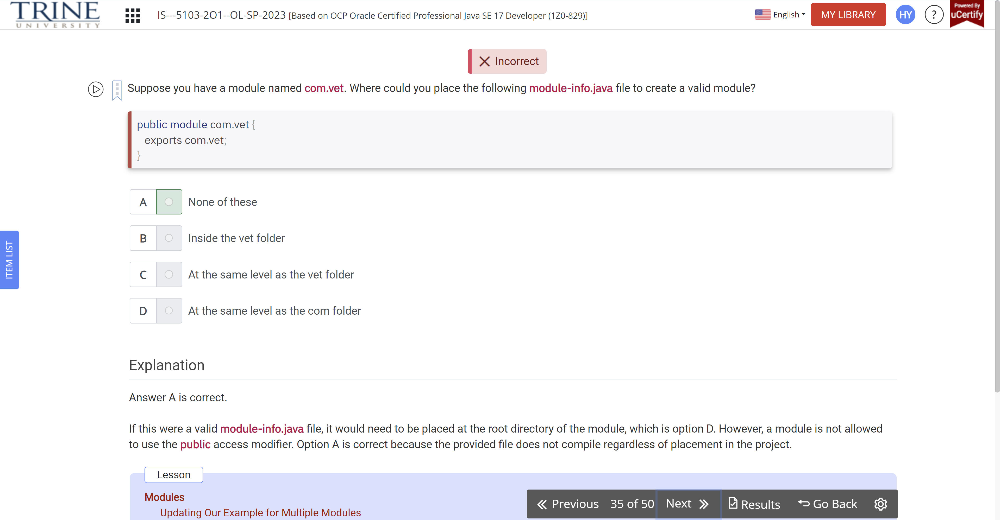 TRINE
UNIVERSITY
IS---5103-2O1--OL-SP-2023 [Based on OCP Oracle Certified Professional Java SE 17 Developer (1Z0-829)]
English
MY LIBRARY
HY
?
Powered By
uCertify
Incorrect
Suppose you have a module named com.vet. Where could you place the following module-info.java file to create a valid module?
public module com.vet {
exports com.vet;
}
A None of these
B Inside the vet folder
C At the same level as the vet folder
D At the same level as the com folder
ITEM LIST
Explanation
Answer A is correct.
If this were a valid module-info.java file, it would need to be placed at the root directory of the module, which is option D. However, a module is not allowed
to use the public access modifier. Option A is correct because the provided file does not compile regardless of placement in the project.
Lesson
Modules
Updating Our Example for Multiple Modules
Previous 35 of 50 Next Results Go Back